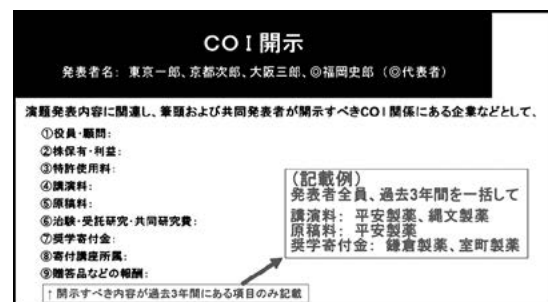 COI開示
発表者名： 東京一郎、京都次郎、大阪三郎、◎福岡史郎（◎代表者）
演題発表内容に関連し、筆頭および共同発表者が開示すべきCOI関係にある企業などとして、
①役員・顧問：
②株保有・利益：
③特許使用料：
④講演料：
⑤原稿料：
⑥治験・受託研究・共同研究費：
⑦奨学寄付金：
⑧寄付講座所属：
⑨贈答品などの報酬：
（記載例）
発表者全員、過去3年間を一括して
講演料： 平安製薬、縄文製薬
原稿料： 平安製薬
奨学寄付金： 鎌倉製薬、室町製薬
↑開示すべき内容が過去3年間にある項目のみ記載